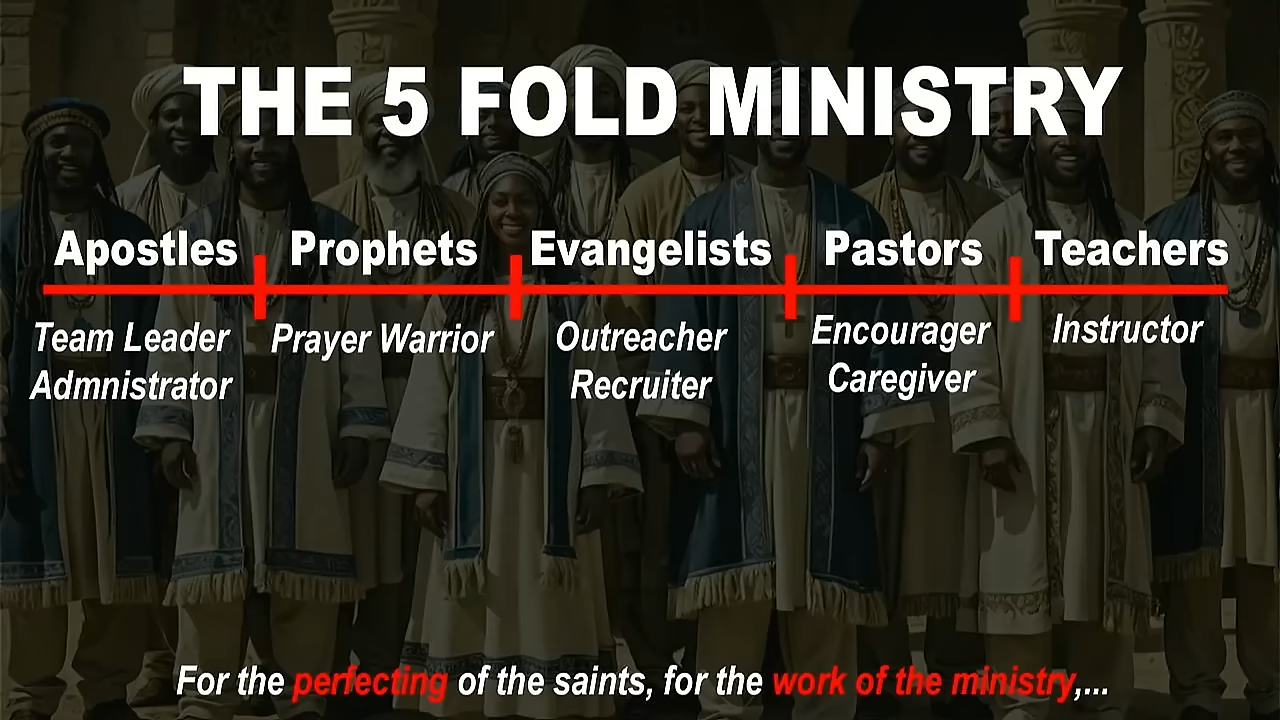 THE 5 FOLD MINISTRY
Apostles Prophets Evangelists Pastors Teachers
Team Leader Prayer Warrior Outreacher Encourager Instructor
Admnistrator Recruiter Caregiver
For the perfecting of the saints, for the work of the ministry,...